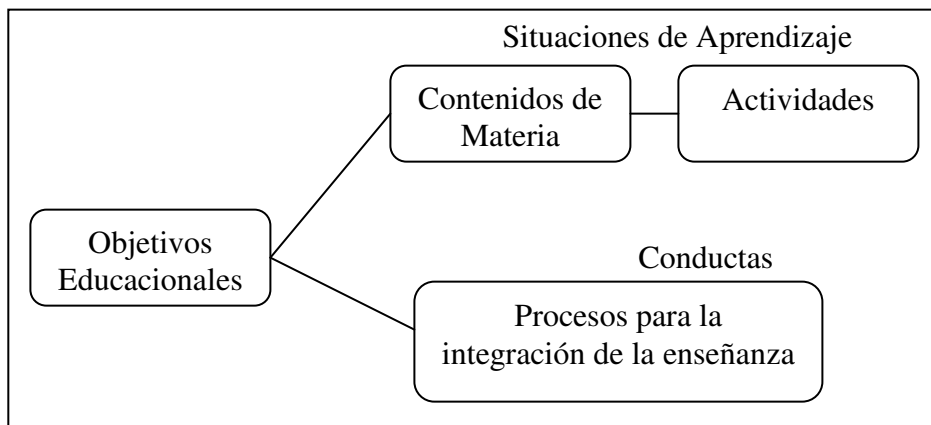 Situaciones de Aprendizaje
Contenidos de
Materia
Actividades
Objetivos
Educacionales
Conductas
Procesos para la
integración de la enseñanza